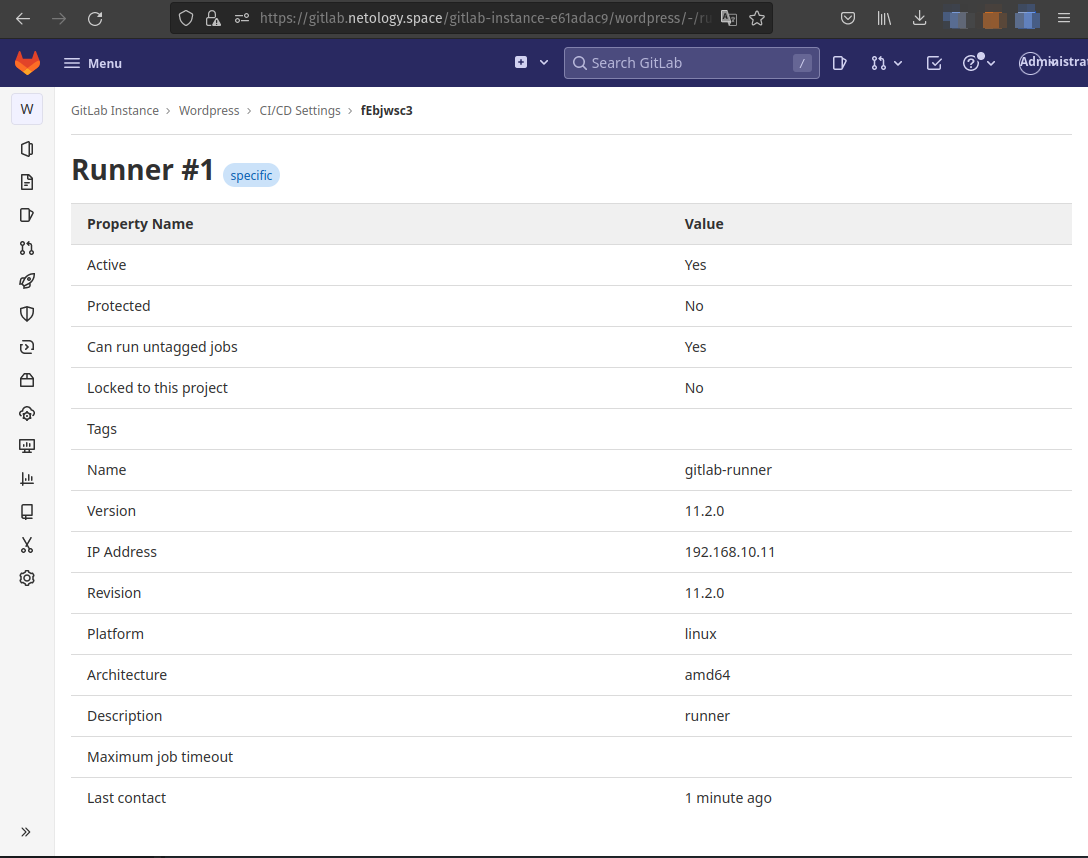 https://gitlab.netology.space/gitlab-instance-e61adac9/wordpress/-/ru
Menu
Search GitLab
/
Administra
W
GitLab Instance › Wordpress › CI/CD Settings › fEbjwsc3
Runner #1 specific
Property Name Value
Active Yes
Protected No
Can run untagged jobs Yes
Locked to this project No
Tags
Name gitlab-runner
Version 11.2.0
IP Address 192.168.10.11
Revision 11.2.0
Platform linux
Architecture amd64
Description runner
Maximum job timeout
Last contact 1 minute ago